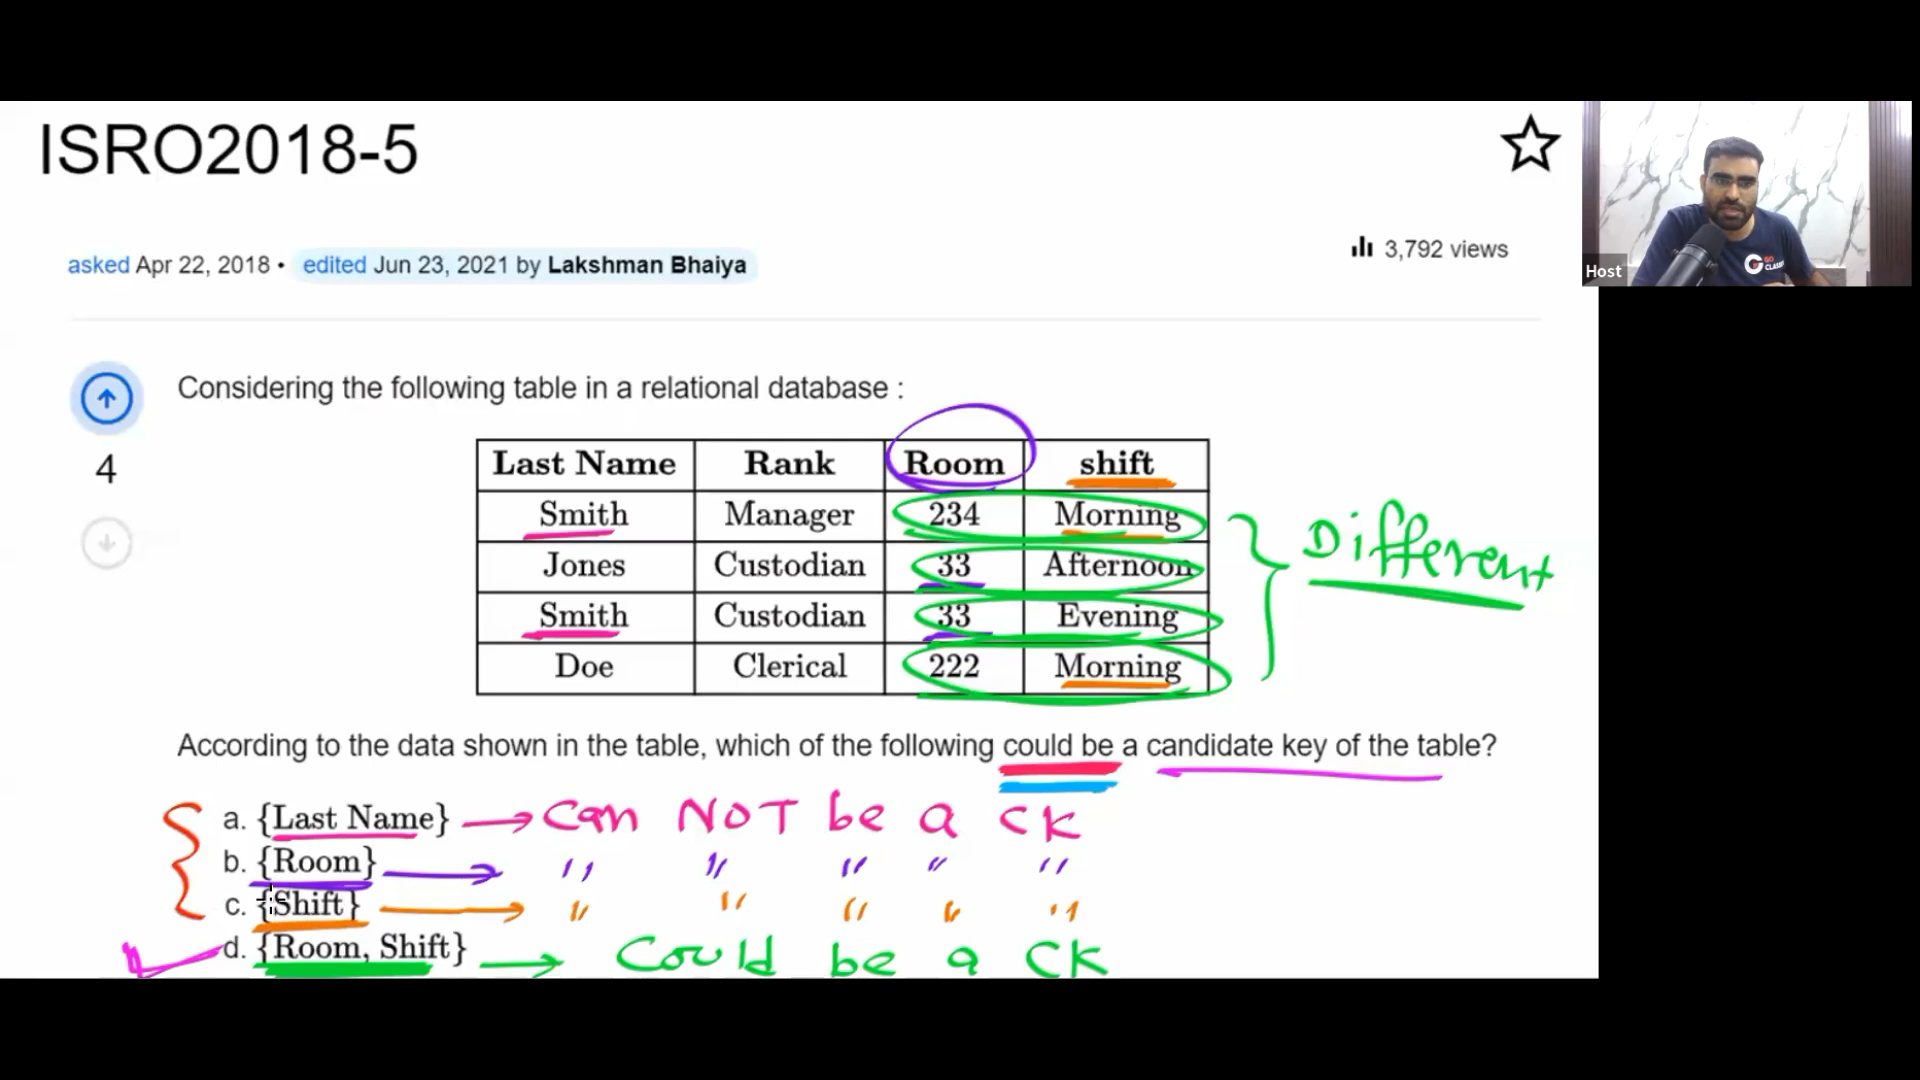 ISRO2018-5
asked Apr 22, 2018 • edited Jun 23, 2021 by Lakshman Bhaiya
3,792 views
Host
GO CLASSES
4
Considering the following table in a relational database :
Last Name Rank Room shift
Smith Manager 234 Morning
Jones Custodian 33 Afternoon
Smith Custodian 33 Evening
Doe Clerical 222 Morning
Different
According to the data shown in the table, which of the following could be a candidate key of the table?
a. {Last Name} → Can NOT be a CK
b. {Room} → " " " " "
c. {Shift} → " " " " "
d. {Room, Shift} → Could be a CK